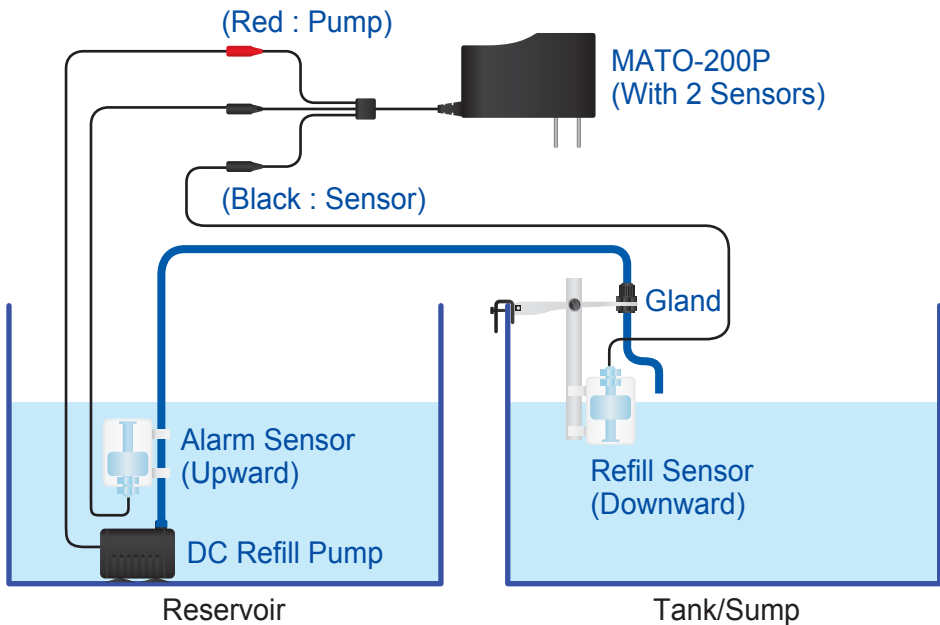 (Red : Pump)
MATO-200P
(With 2 Sensors)
(Black : Sensor)
Gland
Alarm Sensor
(Upward)
Refill Sensor
(Downward)
DC Refill Pump
Reservoir
Tank/Sump